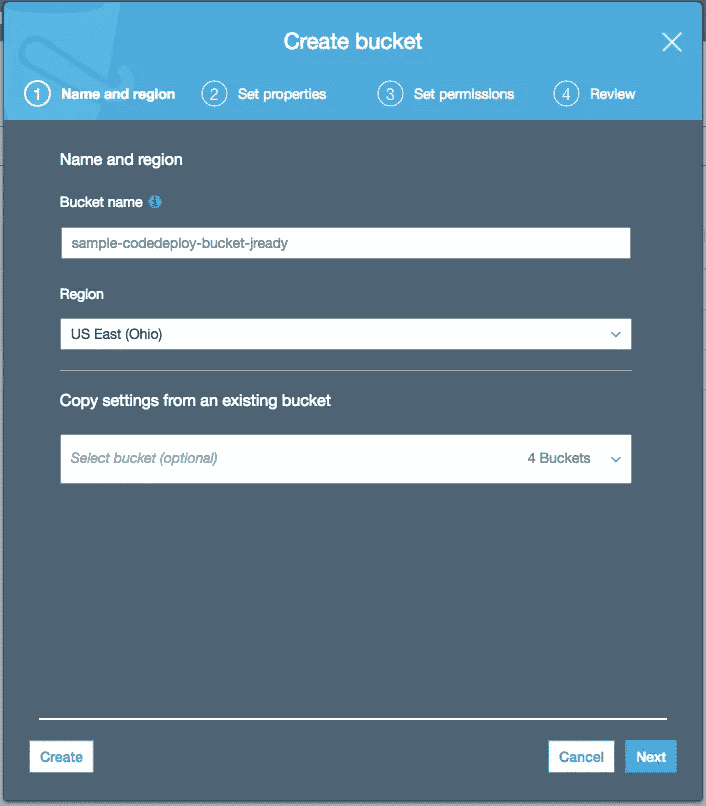 Create bucket
1 Name and region 2 Set properties 3 Set permissions 4 Review
Name and region
Bucket name
sample-codedeploy-bucket-jready
Region
US East (Ohio)
Copy settings from an existing bucket
Select bucket (optional) 4 Buckets
Create Cancel Next